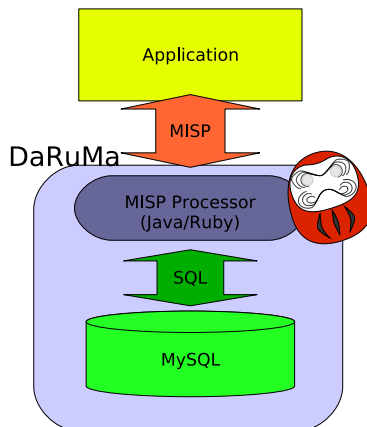 Application
MISP
DaRuMa
MISP Processor
(Java/Ruby)
SQL
MySQL